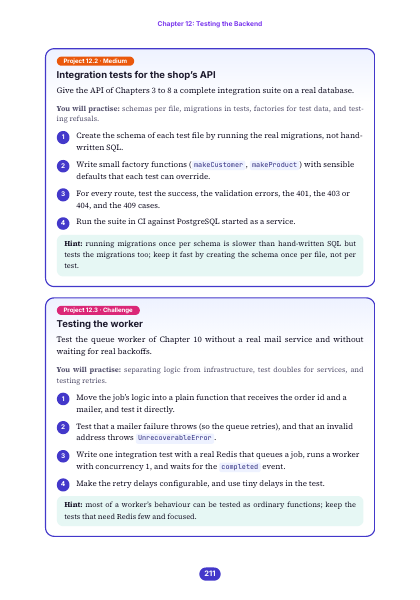 Chapter 12: Testing the Backend
Project 12.2 · Medium
Integration tests for the shop's API
Give the API of Chapters 3 to 8 a complete integration suite on a real database.
You will practise: schemas per file, migrations in tests, factories for test data, and test-
ing refusals.
1 Create the schema of each test file by running the real migrations, not hand-
written SQL.
2 Write small factory functions (makeCustomer, makeProduct) with sensible
defaults that each test can override.
3 For every route, test the success, the validation errors, the 401, the 403 or
404, and the 409 cases.
4 Run the suite in CI against PostgreSQL started as a service.
Hint: running migrations once per schema is slower than hand-written SQL but
tests the migrations too; keep it fast by creating the schema once per file, not per
test.
Project 12.3 · Challenge
Testing the worker
Test the queue worker of Chapter 10 without a real mail service and without
waiting for real backoffs.
You will practise: separating logic from infrastructure, test doubles for services, and
testing retries.
1 Move the job's logic into a plain function that receives the order id and a
mailer, and test it directly.
2 Test that a mailer failure throws (so the queue retries), and that an invalid
address throws UnrecoverableError.
3 Write one integration test with a real Redis that queues a job, runs a worker
with concurrency 1, and waits for the completed event.
4 Make the retry delays configurable, and use tiny delays in the test.
Hint: most of a worker's behaviour can be tested as ordinary functions; keep the
tests that need Redis few and focused.
211